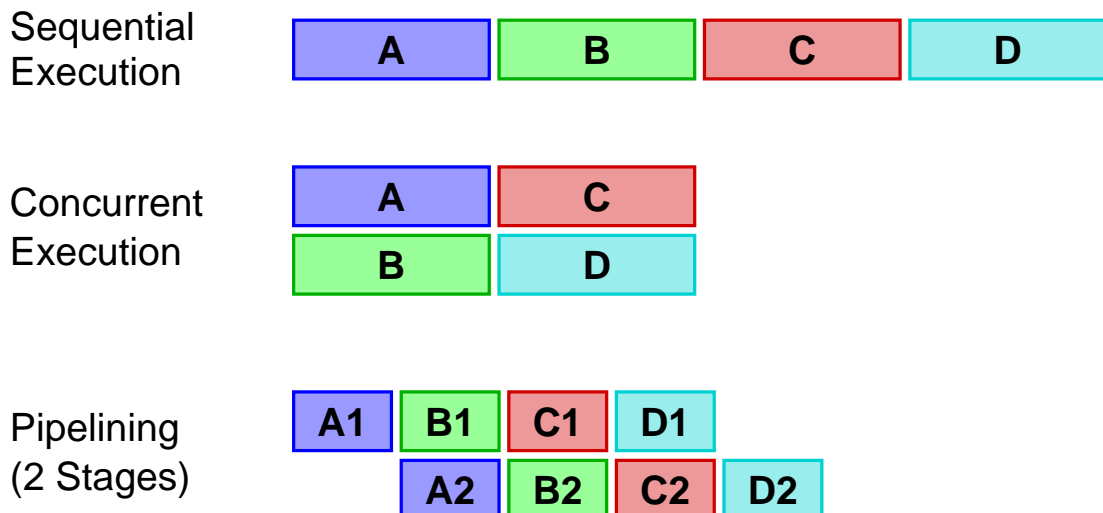 Sequential
Execution
A B C D
Concurrent
Execution
A C
B D
Pipelining
(2 Stages)
A1 B1 C1 D1
A2 B2 C2 D2